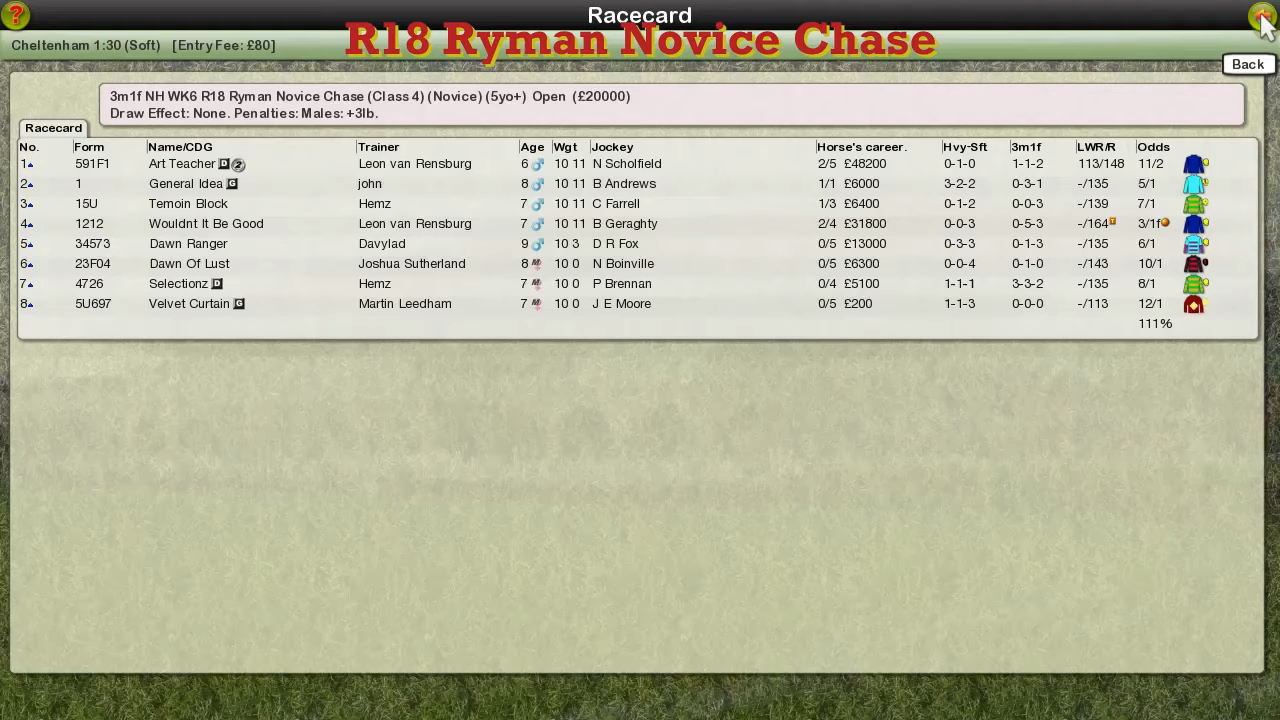 Racecard
R18 Ryman Novice Chase
Cheltenham 1:30 (Soft) [Entry Fee: £80]
Back
3m1f NH WK6 R18 Ryman Novice Chase (Class 4) (Novice) (5yo+) Open (£20000)
Draw Effect: None. Penalties: Males: +3lb.
Racecard
No. Form Name/CDG Trainer Age Wgt Jockey Horse's career. Hvy-Sft 3m1f LWR/R Odds
1 591F1 Art Teacher D 2 Leon van Rensburg 6 10 11 N Scholfield 2/5 £48200 0-1-0 1-1-2 113/148 11/2
2 1 General Idea G john 8 10 11 B Andrews 1/1 £6000 3-2-2 0-3-1 -/135 5/1
3 15U Temoin Block Hemz 7 10 11 C Farrell 1/3 £6400 0-1-2 0-0-3 -/139 7/1
4 1212 Wouldnt It Be Good Leon van Rensburg 7 10 11 B Geraghty 2/4 £31800 0-0-3 0-5-3 -/164 3/1f
5 34573 Dawn Ranger Davylad 9 10 3 D R Fox 0/5 £13000 0-3-3 0-1-3 -/135 6/1
6 23F04 Dawn Of Lust Joshua Sutherland 8 10 0 N Boinville 0/5 £6300 0-0-4 0-1-0 -/143 10/1
7 4726 Selectionz D Hemz 7 10 0 P Brennan 0/4 £5100 1-1-1 3-3-2 -/135 8/1
8 5U697 Velvet Curtain G Martin Leedham 7 10 0 J E Moore 0/5 £200 1-1-3 0-0-0 -/113 12/1
111%